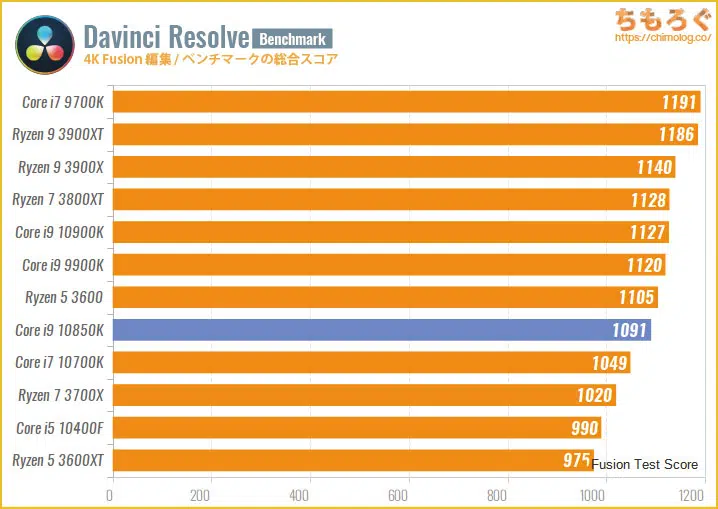 Davinci Resolve Benchmark
4K Fusion 編集 / ベンチマークの総合スコア
ちもろぐ
https://chimolog.co/
Core i7 9700K 1191
Ryzen 9 3900XT 1186
Ryzen 9 3900X 1140
Ryzen 7 3800XT 1128
Core i9 10900K 1127
Core i9 9900K 1120
Ryzen 5 3600 1105
Core i9 10850K 1091
Core i7 10700K 1049
Ryzen 7 3700X 1020
Core i5 10400F 990
Ryzen 5 3600XT 975
Fusion Test Score
0 200 400 600 800 1000 1200